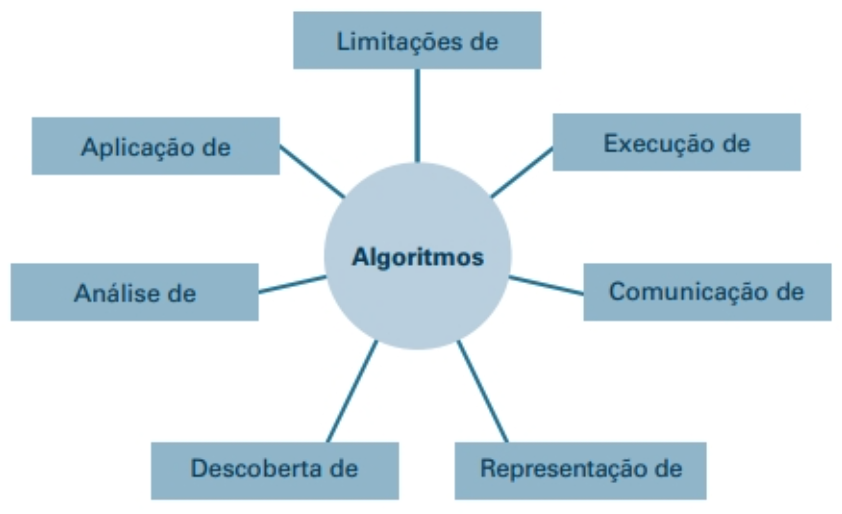 Limitações de
Aplicação de
Execução de
Algoritmos
Análise de
Comunicação de
Descoberta de
Representação de